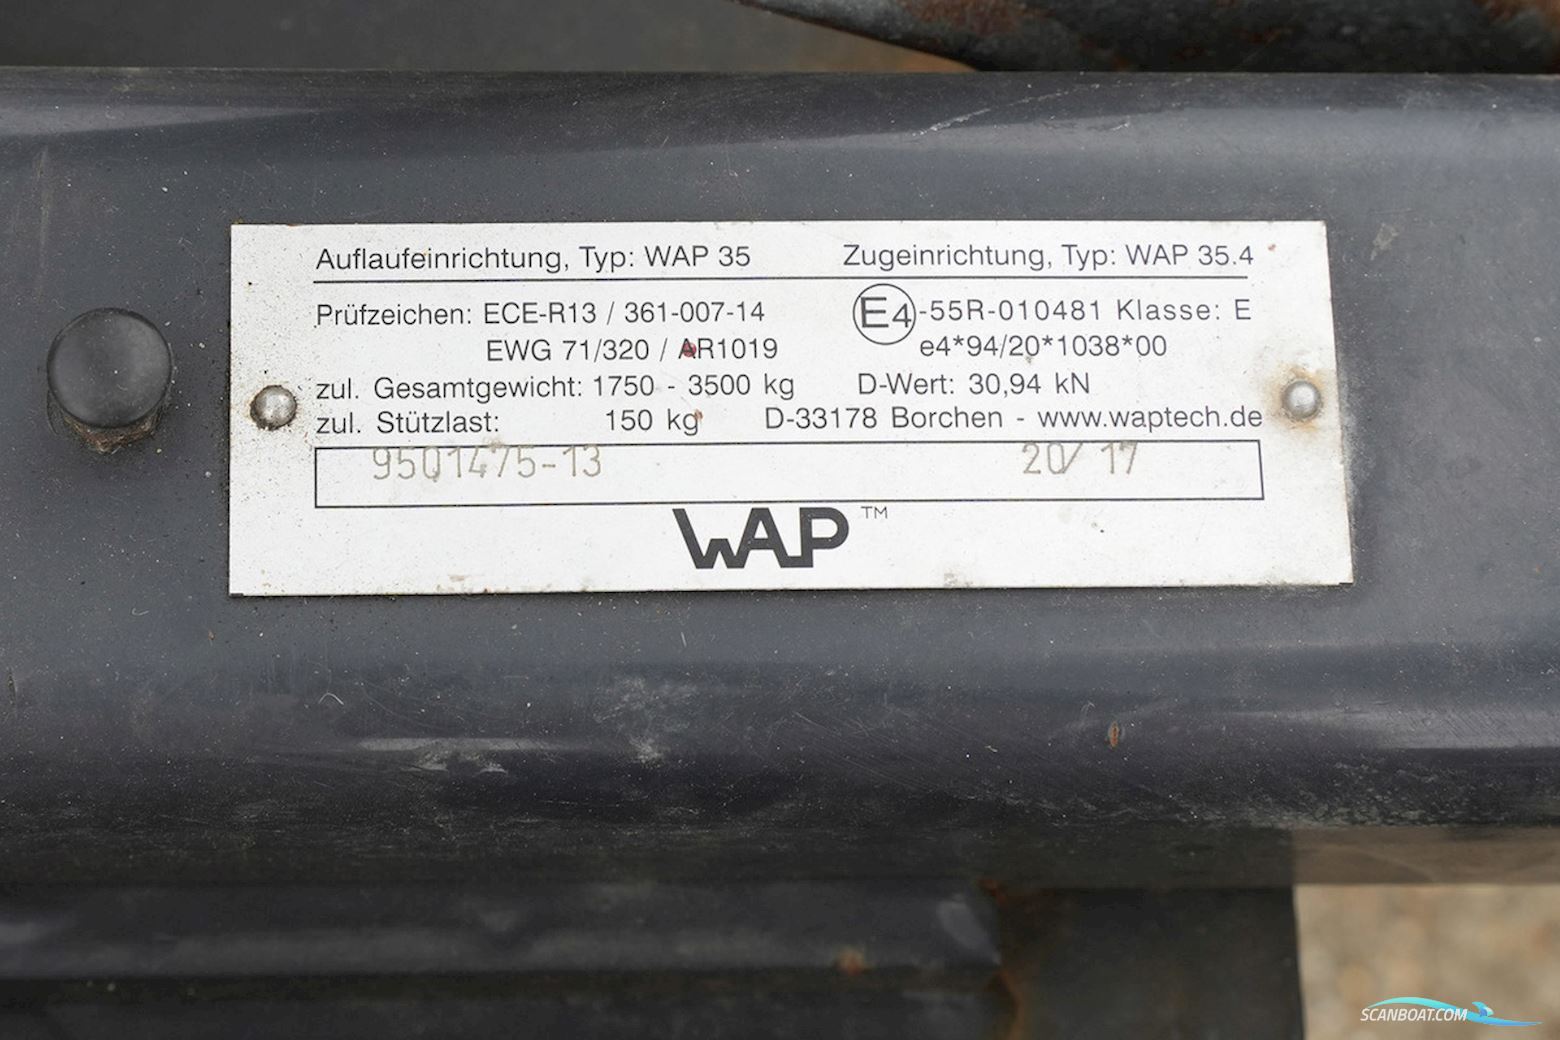 Auflaufeinrichtung, Typ: WAP 35 Zugeinrichtung, Typ: WAP 35.4
Prüfzeichen: ECE-R13 / 361-007-14 E4-55R-010481 Klasse: E
EWG 71/320 / AR1019 e4*94/20*1038*00
zul. Gesamtgewicht: 1750 - 3500 kg D-Wert: 30,94 kN
zul. Stützlast: 150 kg D-33178 Borchen - www.waptech.de
9501475-13 20/ 17
WAP™
SCANBOAT.COM